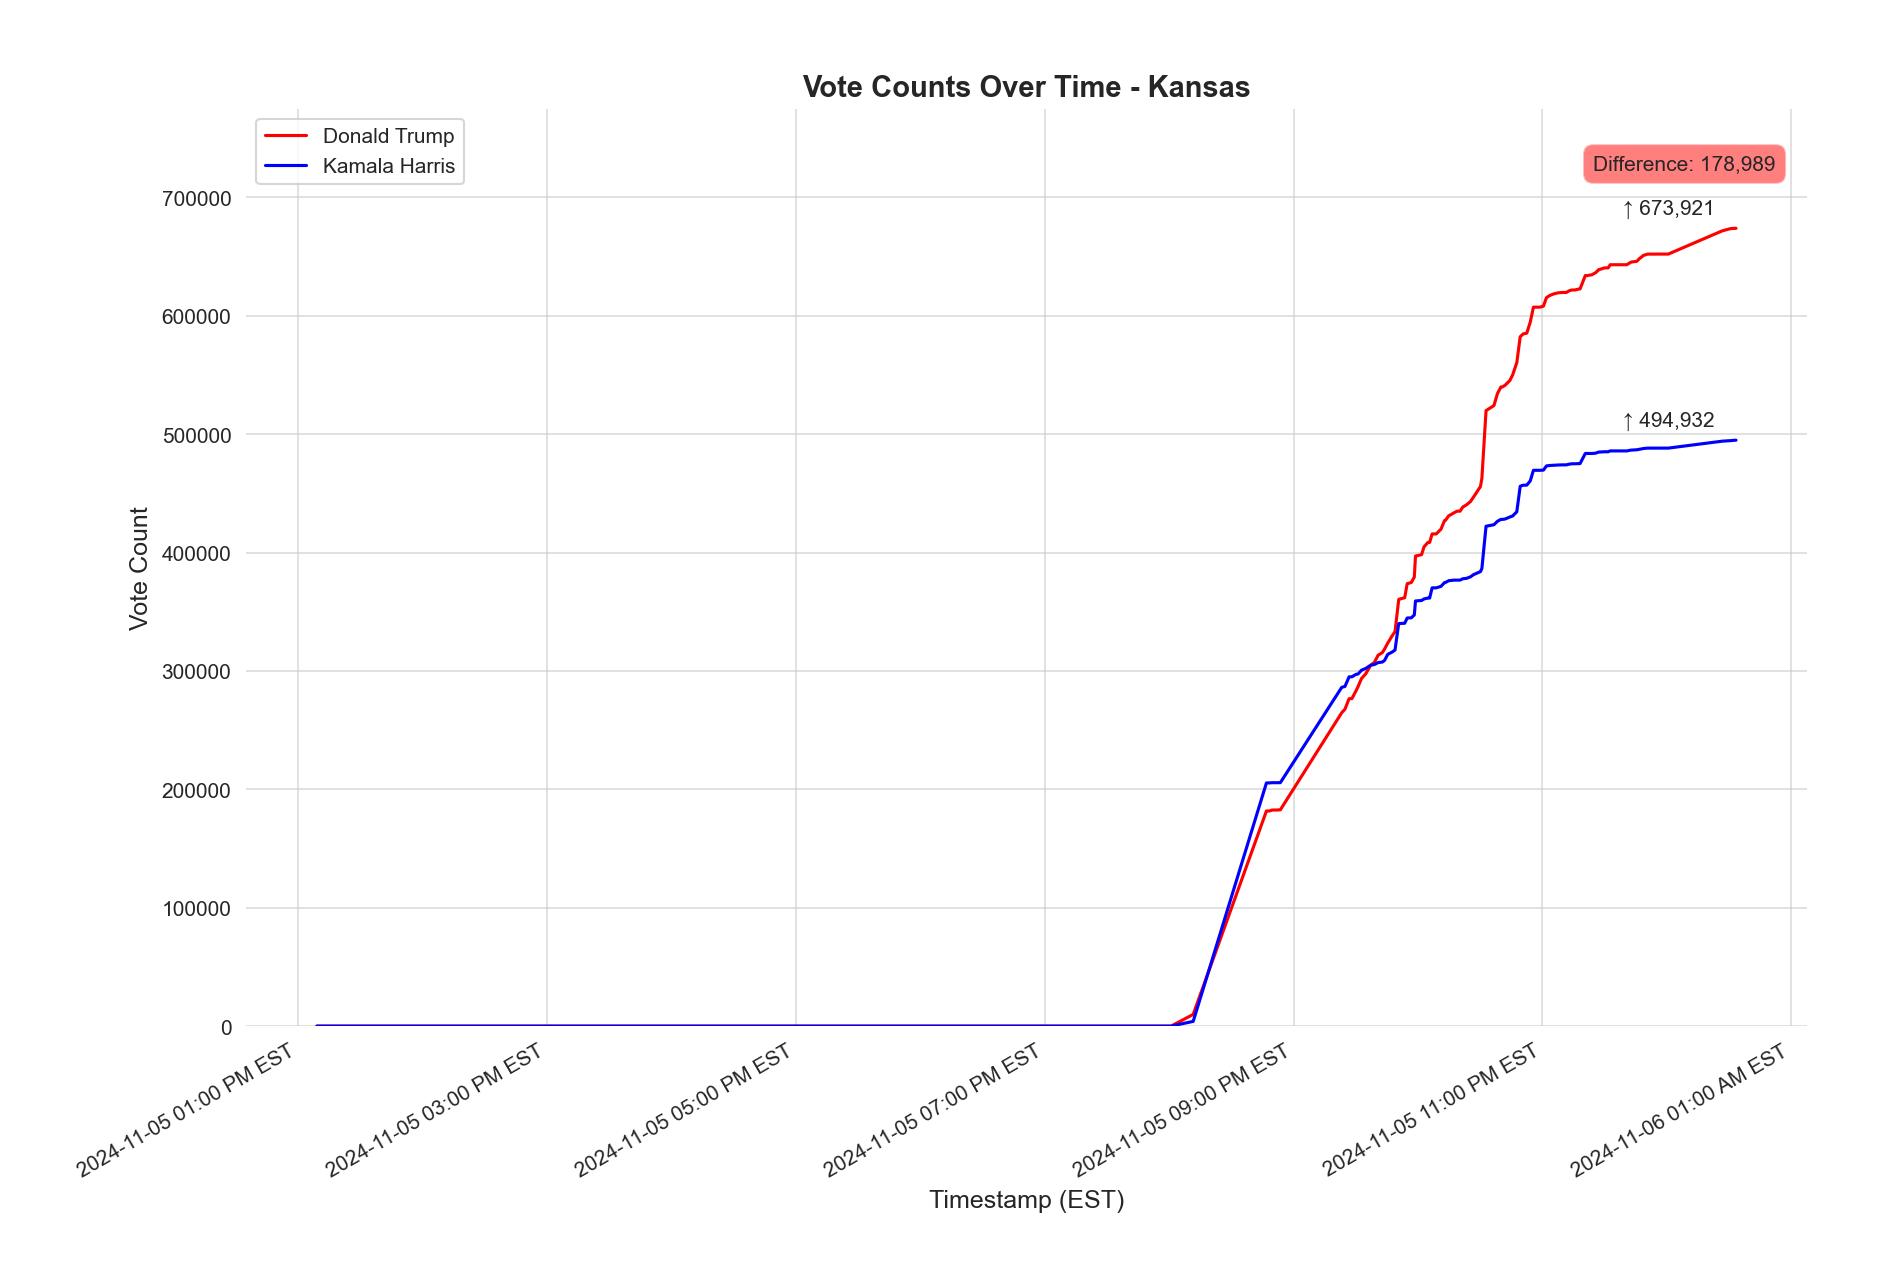 Vote Counts Over Time - Kansas
Donald Trump
Kamala Harris
Difference: 178,989
↑ 673,921
↑ 494,932
Vote Count
700000
600000
500000
400000
300000
200000
100000
0
2024-11-05 01:00 PM EST
2024-11-05 03:00 PM EST
2024-11-05 05:00 PM EST
2024-11-05 07:00 PM EST
2024-11-05 09:00 PM EST
2024-11-05 11:00 PM EST
2024-11-06 01:00 AM EST
Timestamp (EST)